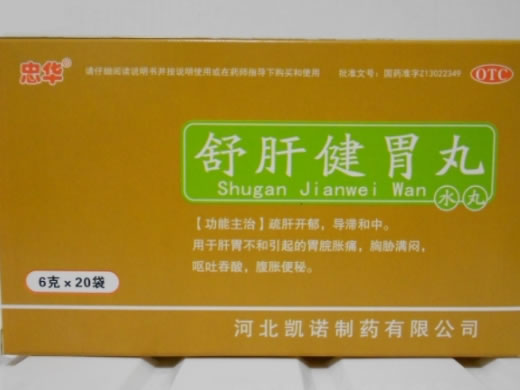 忠华®
请仔细阅读说明书并按说明使用或在药师指导下购买和使用
批准文号：国药准字Z13022349
OTC
舒肝健胃丸
Shugan Jianwei Wan
水丸
【功能主治】疏肝开郁，导滞和中。
用于肝胃不和引起的胃脘胀痛，胸胁满闷，
呕吐吞酸，腹胀便秘。
6克×20袋
河北凯诺制药有限公司